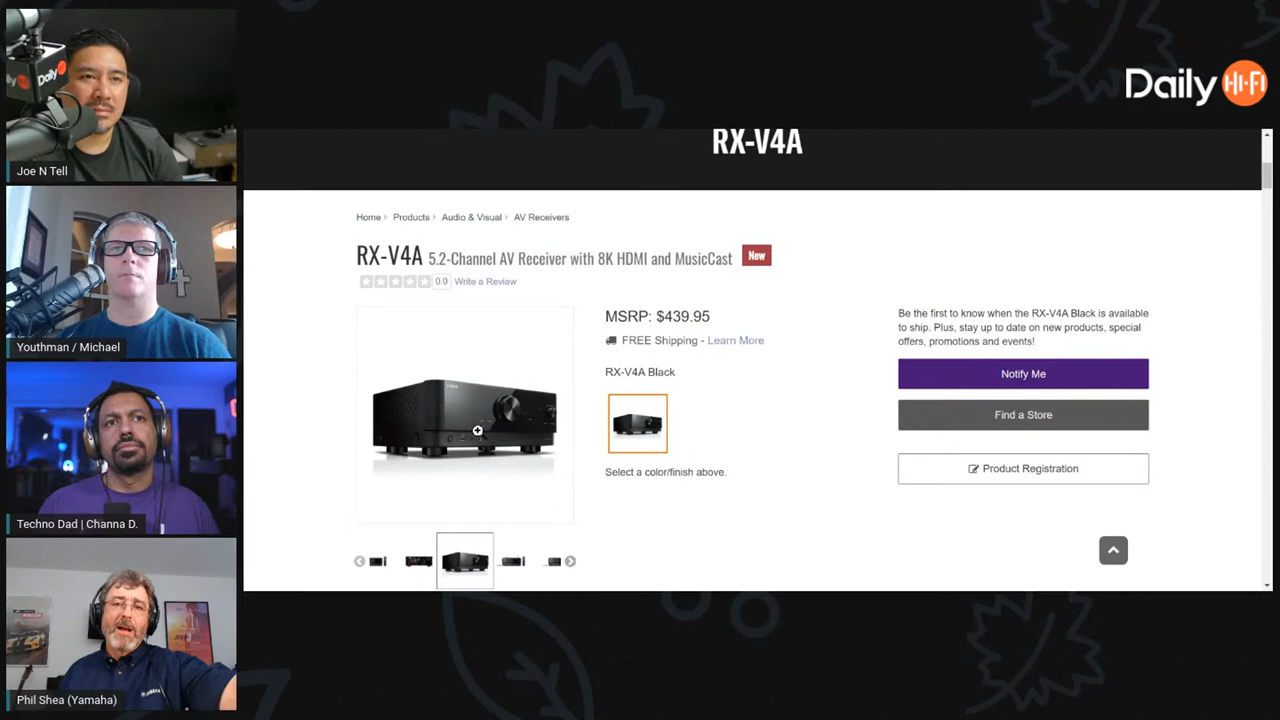 Daily HI-FI
Joe N Tell
Youthman / Michael
Techno Dad | Channa D.
Phil Shea (Yamaha)
RX-V4A
Home Products Audio & Visual AV Receivers
RX-V4A 5.2-Channel AV Receiver with 8K HDMI and MusicCast New
0.0 Write a Review
MSRP: $439.95
FREE Shipping - Learn More
RX-V4A Black
Select a color/finish above.
Be the first to know when the RX-V4A Black is available
to ship. Plus, stay up to date on new products, special
offers, promotions and events!
Notify Me
Find a Store
Product Registration